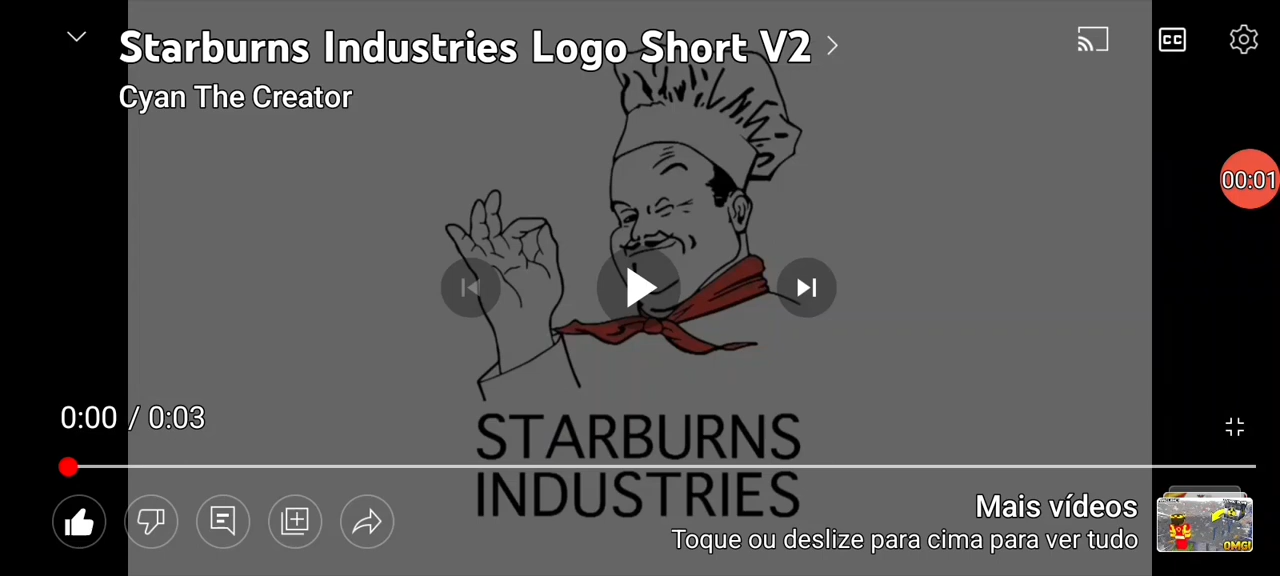 Starburns Industries Logo Short V2
Cyan The Creator
CC
00:01
STARBURNS
INDUSTRIES
0:00 / 0:03
Mais vídeos
Toque ou deslize para cima para ver tudo
OMG!